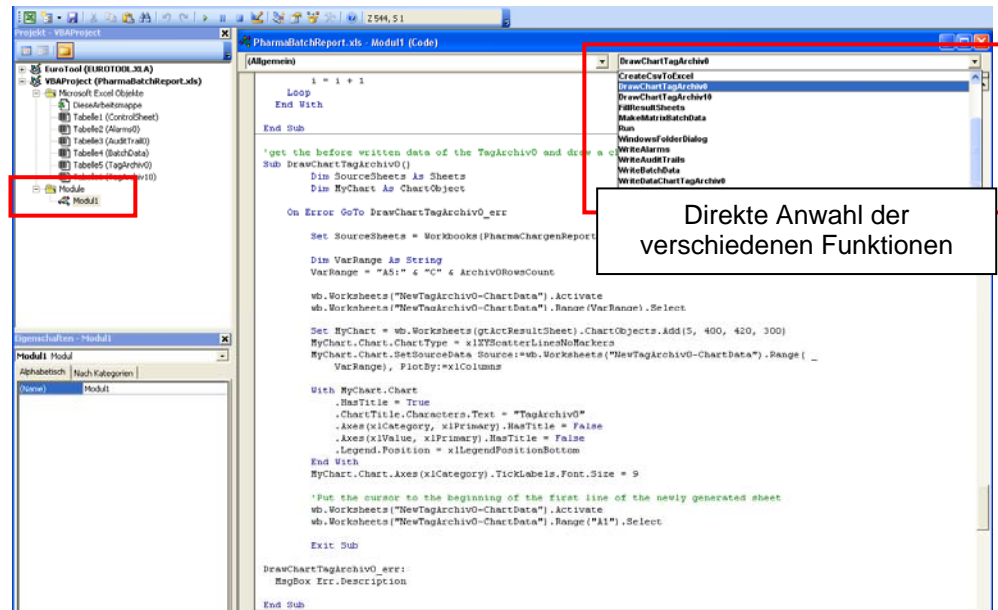 Z 544, S 1
Projekt - VBAProject
EuroTool (EUROTOOL.XLA)
VBAProject (PharmaBatchReport.xls)
Microsoft Excel Objekte
DieseArbeitsmappe
Tabelle1 (ControlSheet)
Tabelle2 (Alarms0)
Tabelle3 (AuditTrail0)
Tabelle4 (BatchData)
Tabelle5 (TagArchiv0)
Module
Modul1
Eigenschaften - Modul1
Modul1 Modul
Alphabetisch
Nach Kategorien
(Name)
Modul1
PharmaBatchReport.xls - Modul1 (Code)
(Allgemein)
DrawChartTagArchiv0
CreateCsvToExcel
DrawChartTagArchiv0
DrawChartTagArchiv10
FillResultSheets
MakeMatrixBatchData
Run
WindowsFolderDialog
WriteAlarms
WriteAuditTrails
WriteBatchData
WriteDataChartTagArchiv0
Direkte Anwahl der
verschiedenen Funktionen
i = i + 1
Loop
End With
End Sub
'get the before written data of the TagArchiv0 and draw a
Sub DrawChartTagArchiv0()
Dim SourceSheets As Sheets
Dim MyChart As ChartObject
On Error GoTo DrawChartTagArchiv0_err
Set SourceSheets = Workbooks(PharmaChargenReport
Dim VarRange As String
VarRange = "A5:" & "C" & Archiv0RowsCount
wb.Worksheets("NewTagArchiv0-ChartData").Activate
wb.Worksheets("NewTagArchiv0-ChartData").Range(VarRange).Select
Set MyChart = wb.Worksheets(gtActResultSheet).ChartObjects.Add(5, 400, 420, 300)
MyChart.Chart.ChartType = xlXYScatterLinesNoMarkers
MyChart.Chart.SetSourceData Source:=wb.Worksheets("NewTagArchiv0-ChartData").Range( _
VarRange), PlotBy:=xlColumns
With MyChart.Chart
.HasTitle = True
.ChartTitle.Characters.Text = "TagArchiv0"
.Axes(xlCategory, xlPrimary).HasTitle = False
.Axes(xlValue, xlPrimary).HasTitle = False
.Legend.Position = xlLegendPositionBottom
End With
MyChart.Chart.Axes(xlCategory).TickLabels.Font.Size = 9
'Put the cursor to the beginning of the first line of the newly generated sheet
wb.Worksheets("NewTagArchiv0-ChartData").Activate
wb.Worksheets("NewTagArchiv0-ChartData").Range("A1").Select
Exit Sub
DrawChartTagArchiv0_err:
MsgBox Err.Description
End Sub